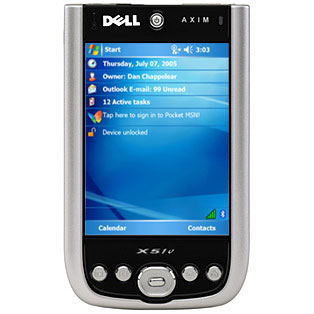 DELL AXIM
Start 3:03
Thursday, July 07, 2005
Owner: Dan Chappelear
Outlook E-mail: 99 Unread
12 Active tasks
Tap here to sign in to Pocket MSN!
Device unlocked
Calendar Contacts
X51v